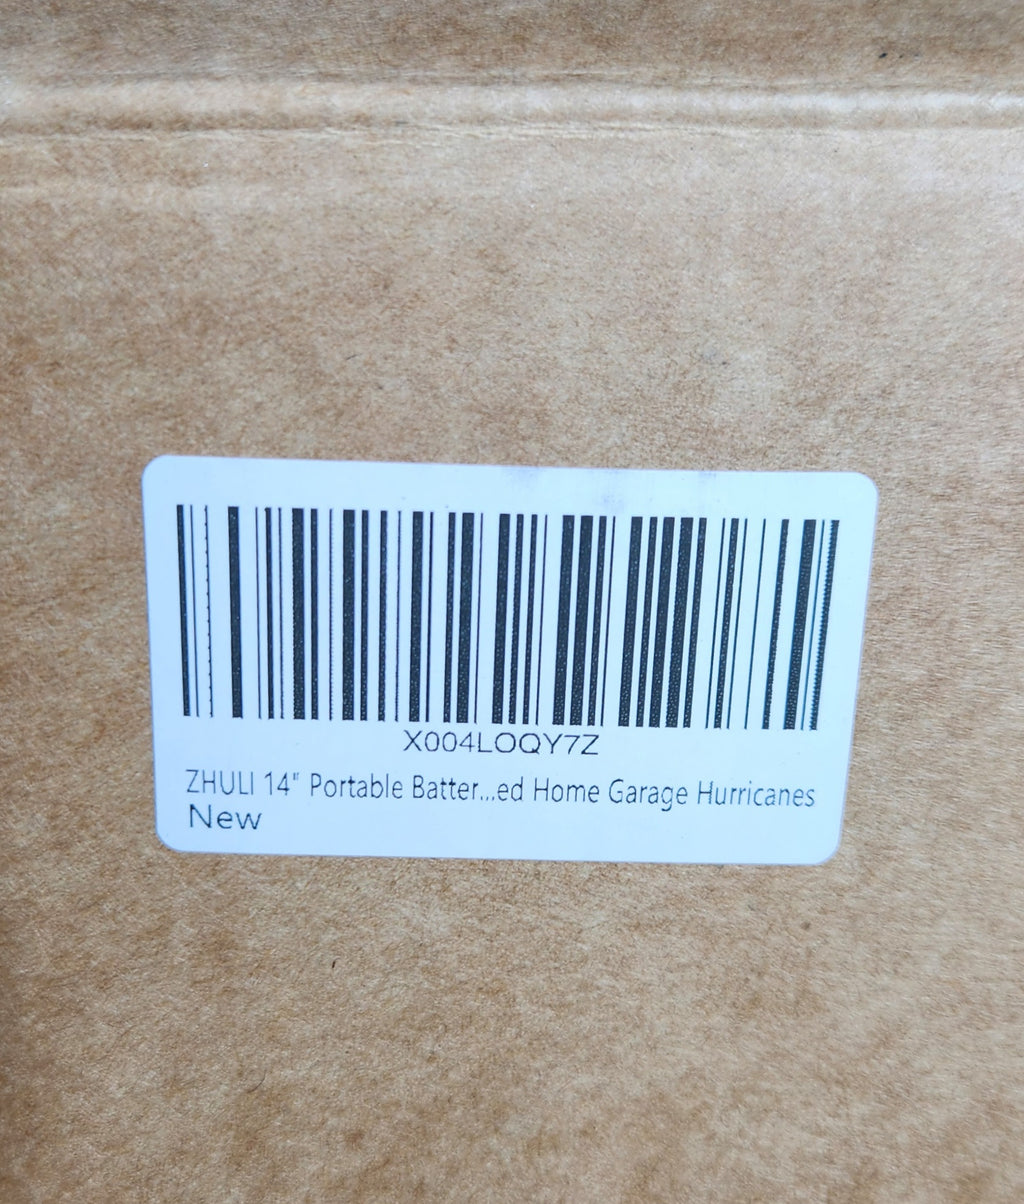 X004LOQY7Z
ZHULI 14" Portable Batter...ed Home Garage Hurricanes
New